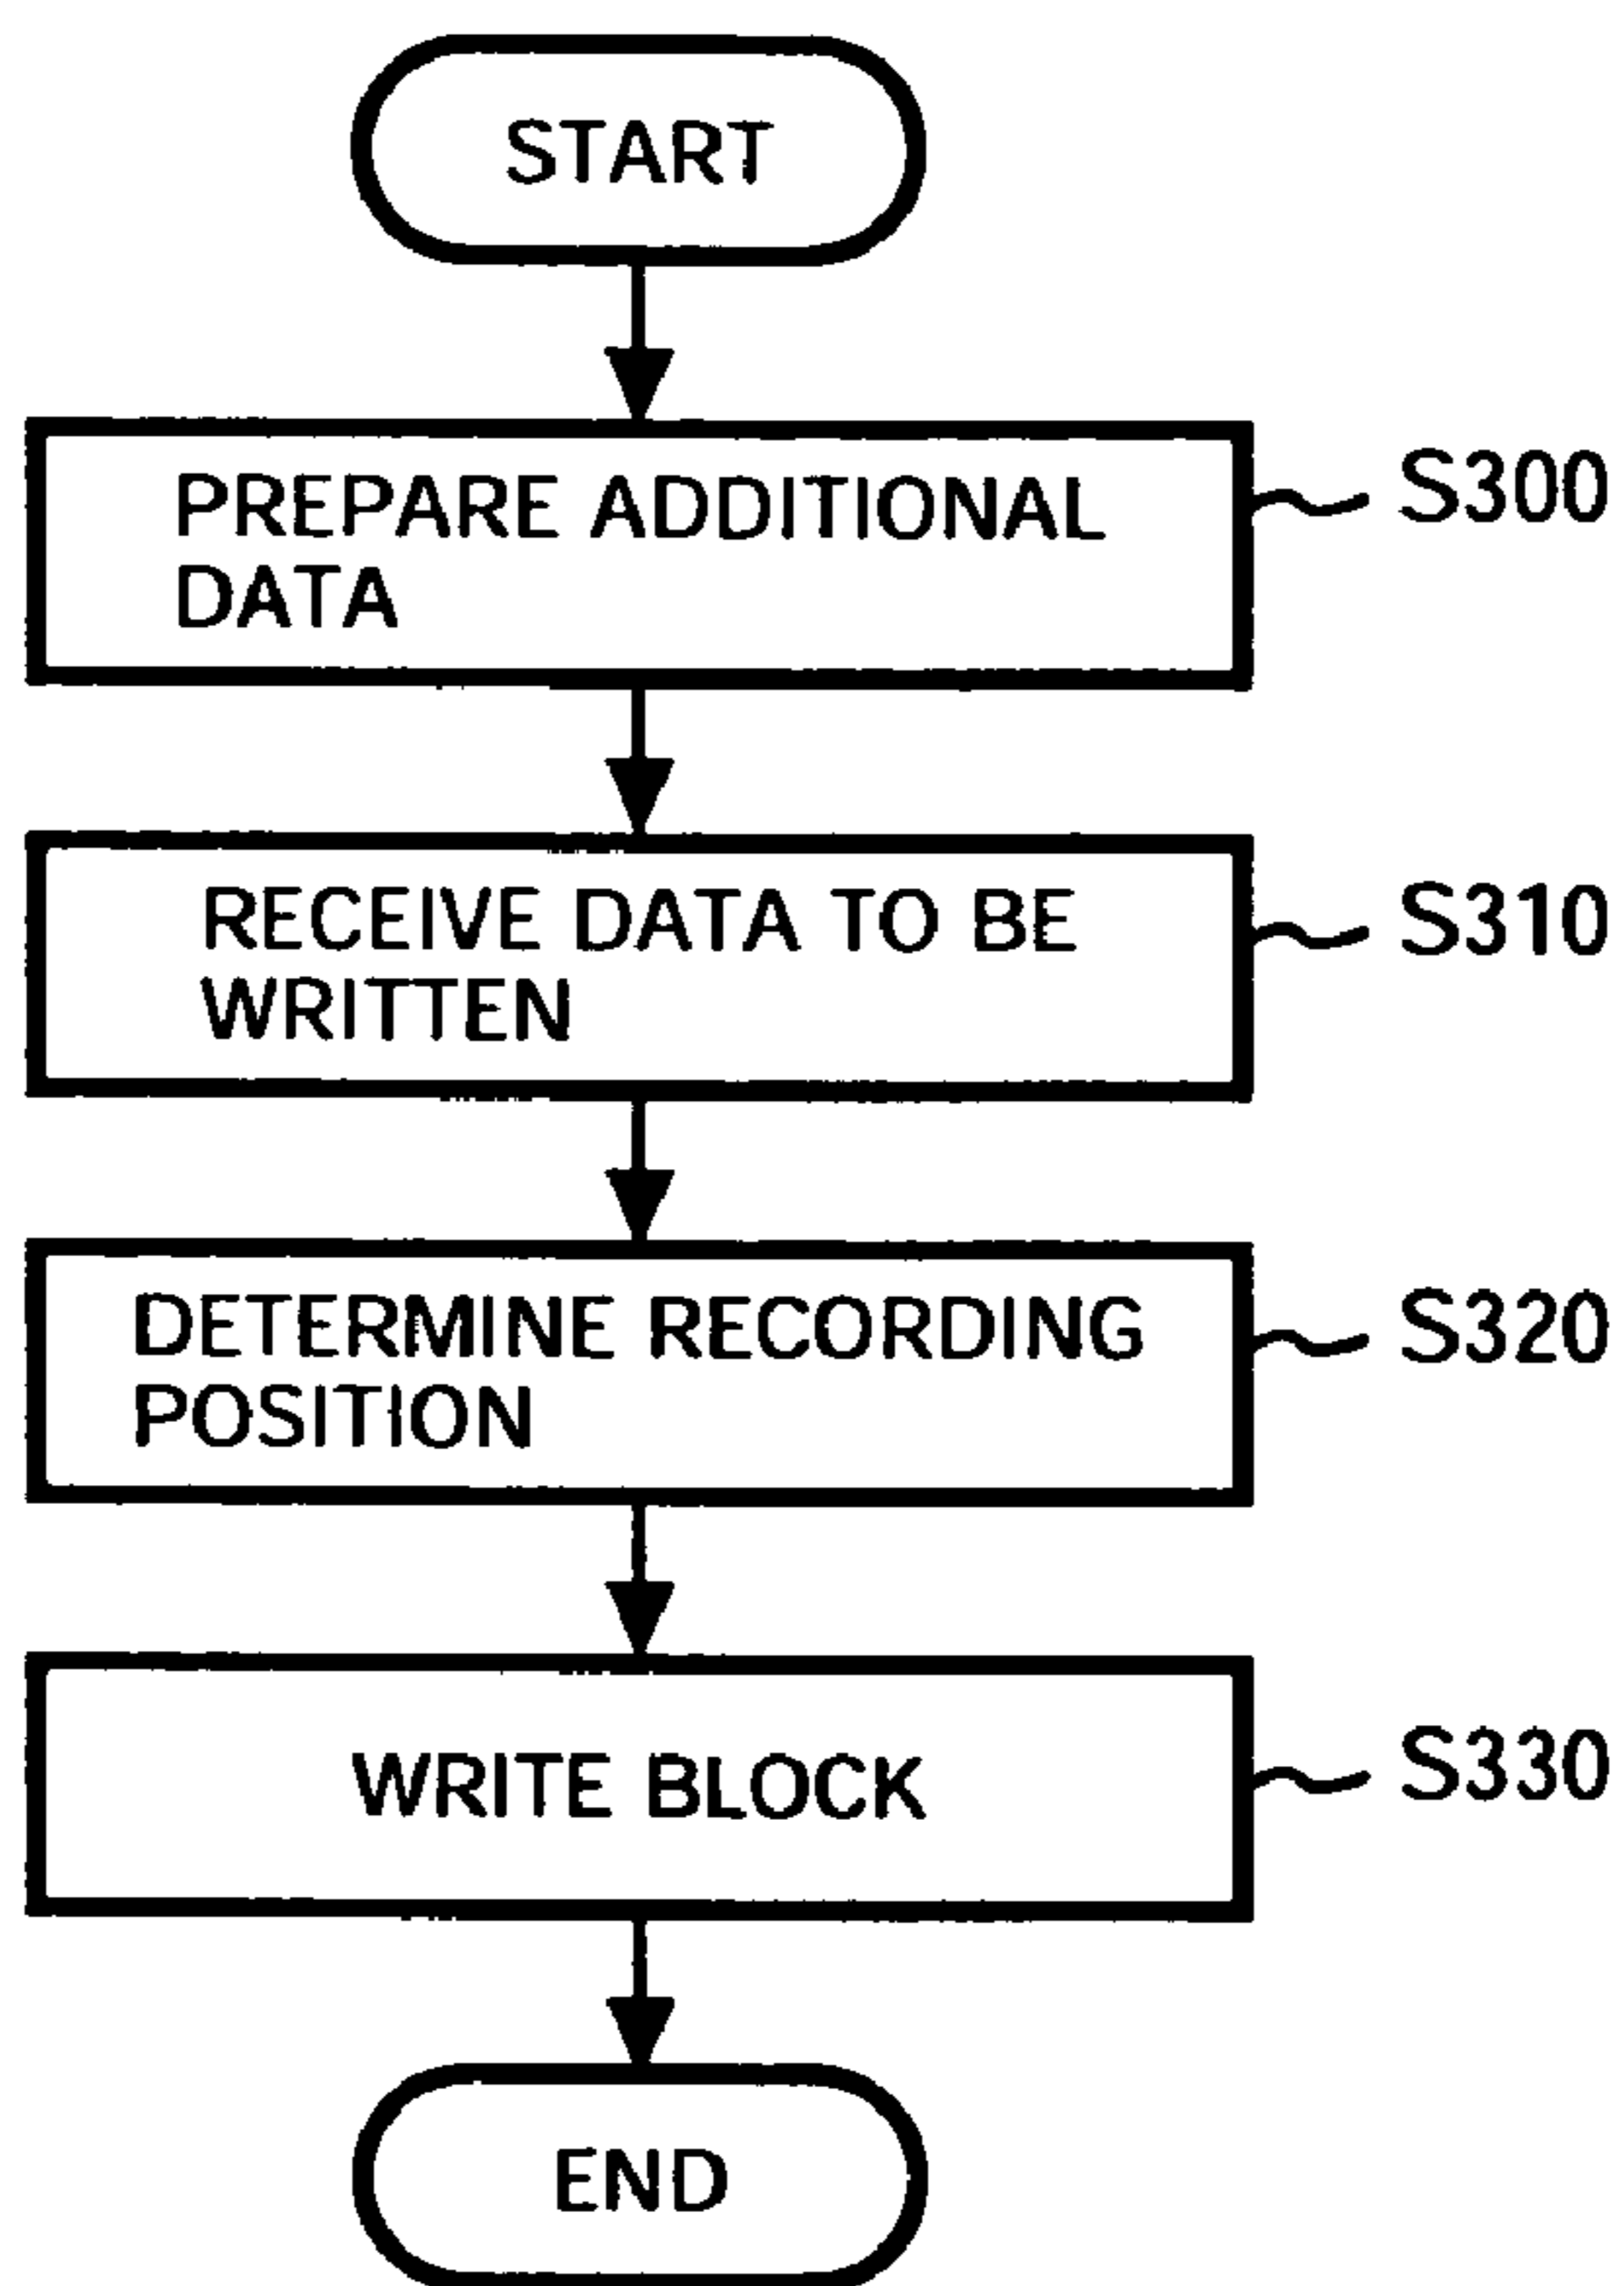 START
PREPARE ADDITIONAL
DATA
S300
RECEIVE DATA TO BE
WRITTEN
S310
DETERMINE RECORDING
POSITION
S320
WRITE BLOCK
S330
END